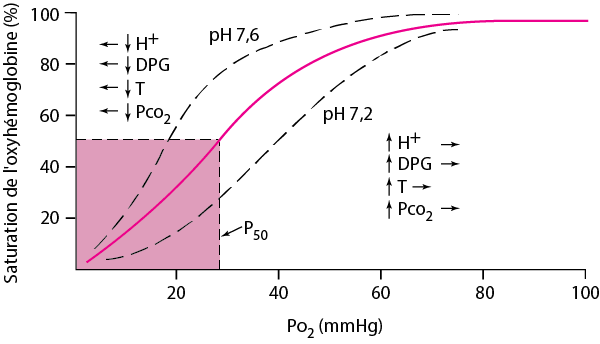 Saturation de l'oxyhémoglobine (%)
100
80
60
40
20
← ↓ H⁺
← ↓ DPG
← ↓ T
← ↓ Pco₂
pH 7,6
pH 7,2
↑ H⁺ →
↑ DPG →
↑ T →
↑ Pco₂ →
P₅₀
20 40 60 80 100
Po₂ (mmHg)